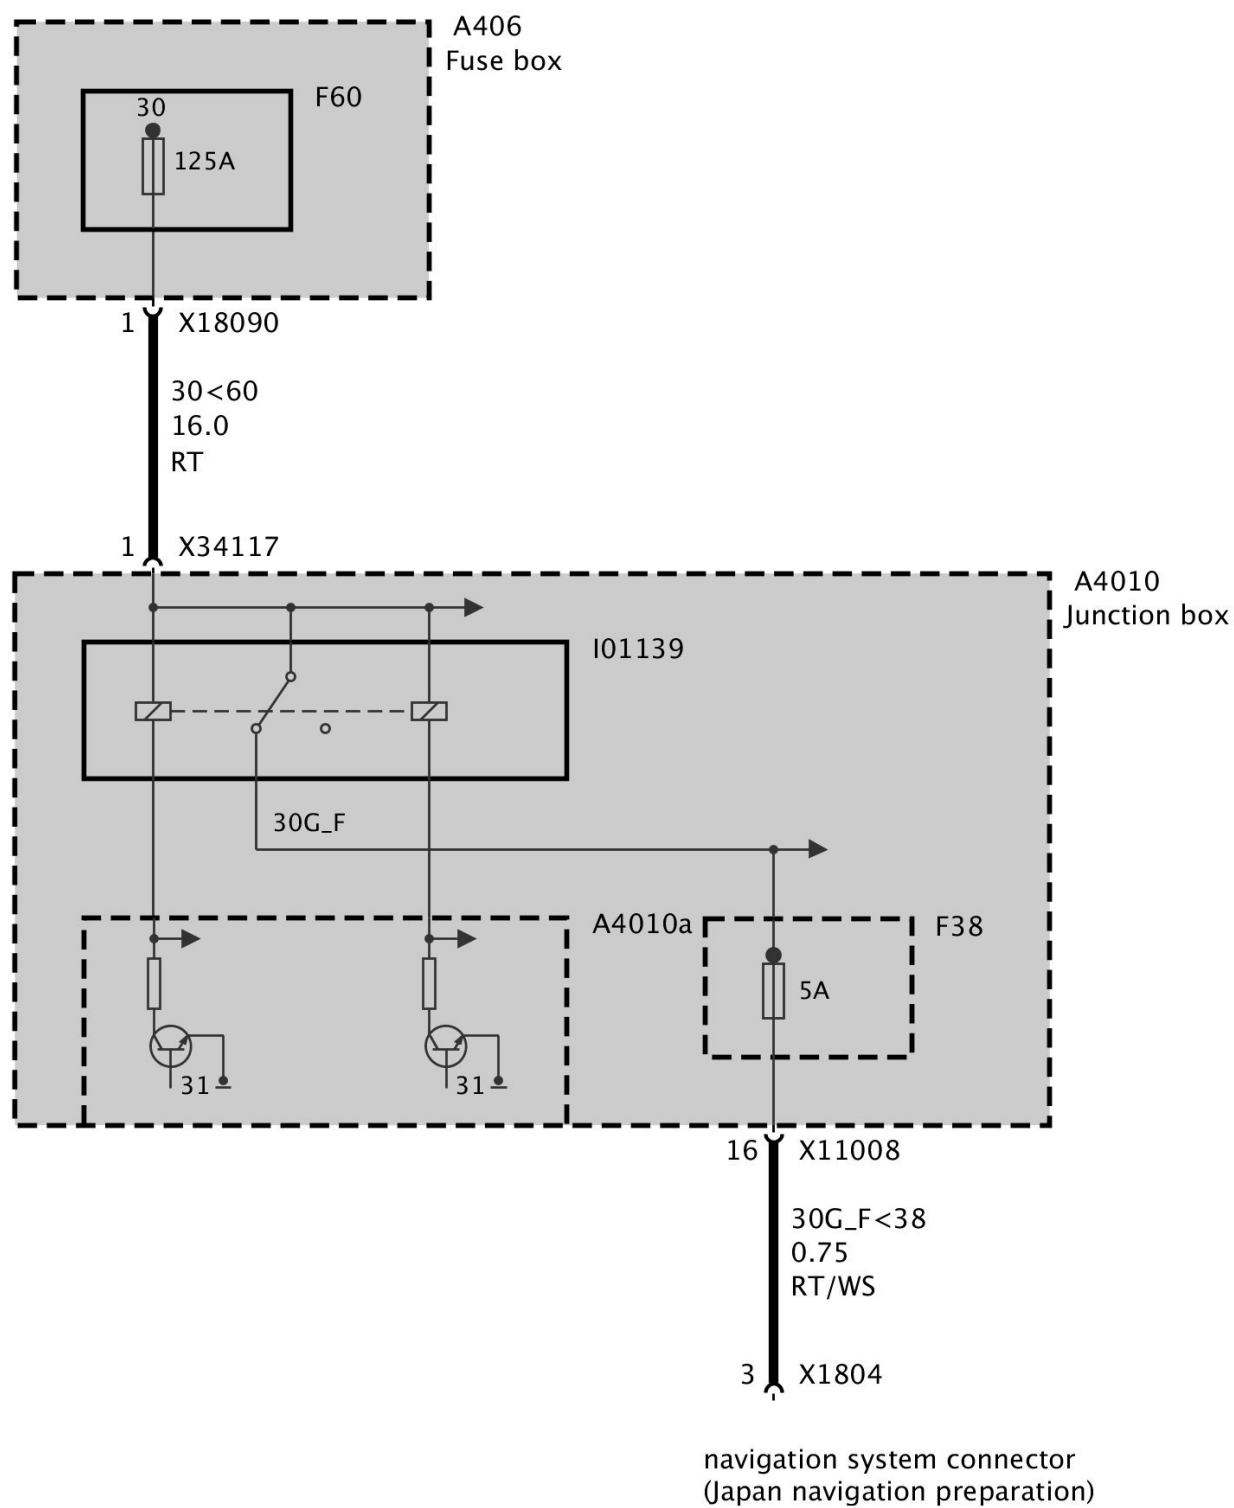 A406
Fuse box
F60
30
125A
1 X18090
30<60
16.0
RT
1 X34117
A4010
Junction box
I01139
30G_F
A4010a
F38
5A
31
31
16 X11008
30G_F<38
0.75
RT/WS
3 X1804
navigation system connector
(Japan navigation preparation)